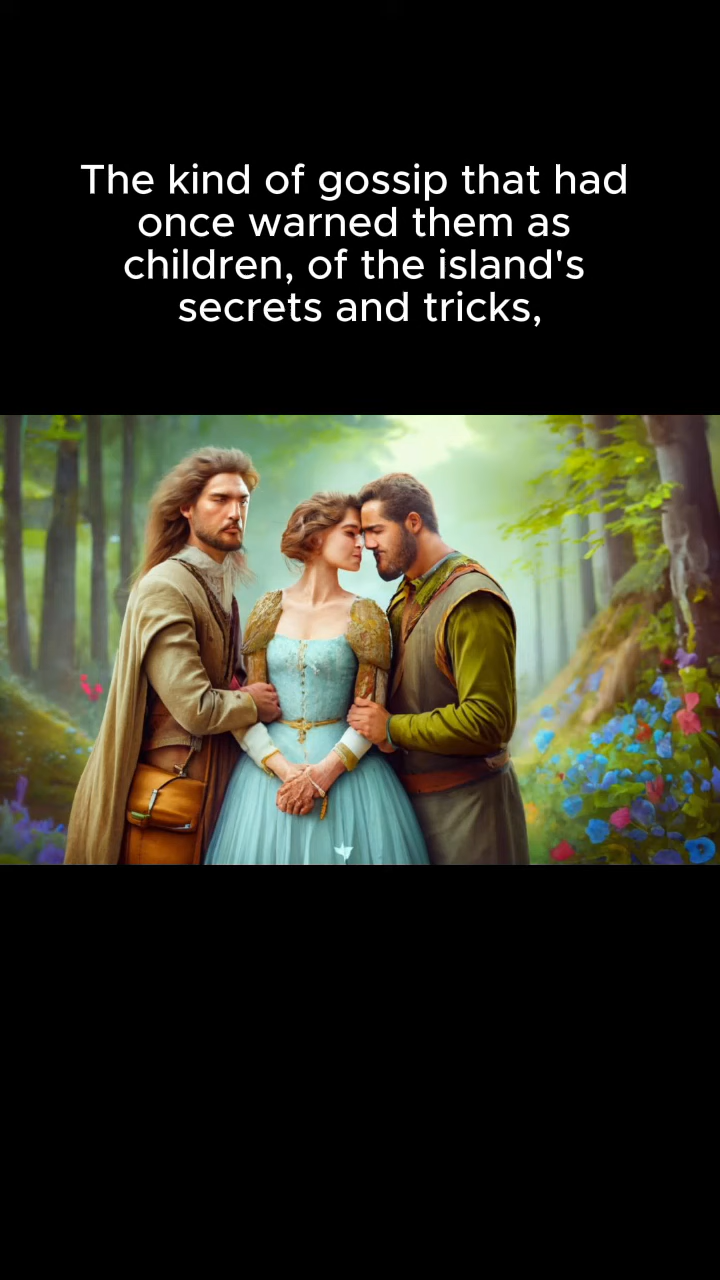 The kind of gossip that had
once warned them as
children, of the island's
secrets and tricks,